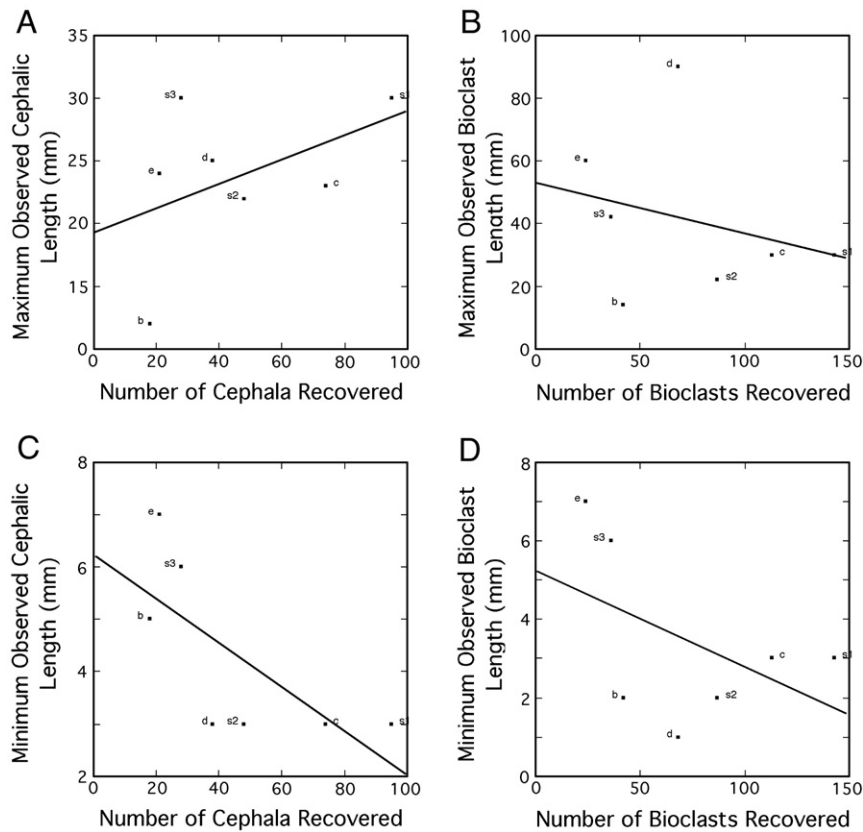 A
35
30
25
20
15
0
Maximum Observed Cephalic
Length (mm)
s3
s1
d
e
s2
c
b
0 20 40 60 80 100
Number of Cephala Recovered
B
100
80
60
40
20
0
Maximum Observed Bioclast
Lenath (mm)
d
e
s3
c
s1
s2
b
0 50 100 150
Number of Bioclasts Recovered
C
8
6
4
2
Minimum Observed Cephalic
Length (mm)
e
s3
b
d
s2
c
s1
0 20 40 60 80 100
Number of Cephala Recovered
D
8
6
4
2
0
Minimum Observed Bioclast
Length (mm)
e
s3
c
s1
b
s2
d
0 50 100 150
Number of Bioclasts Recovered